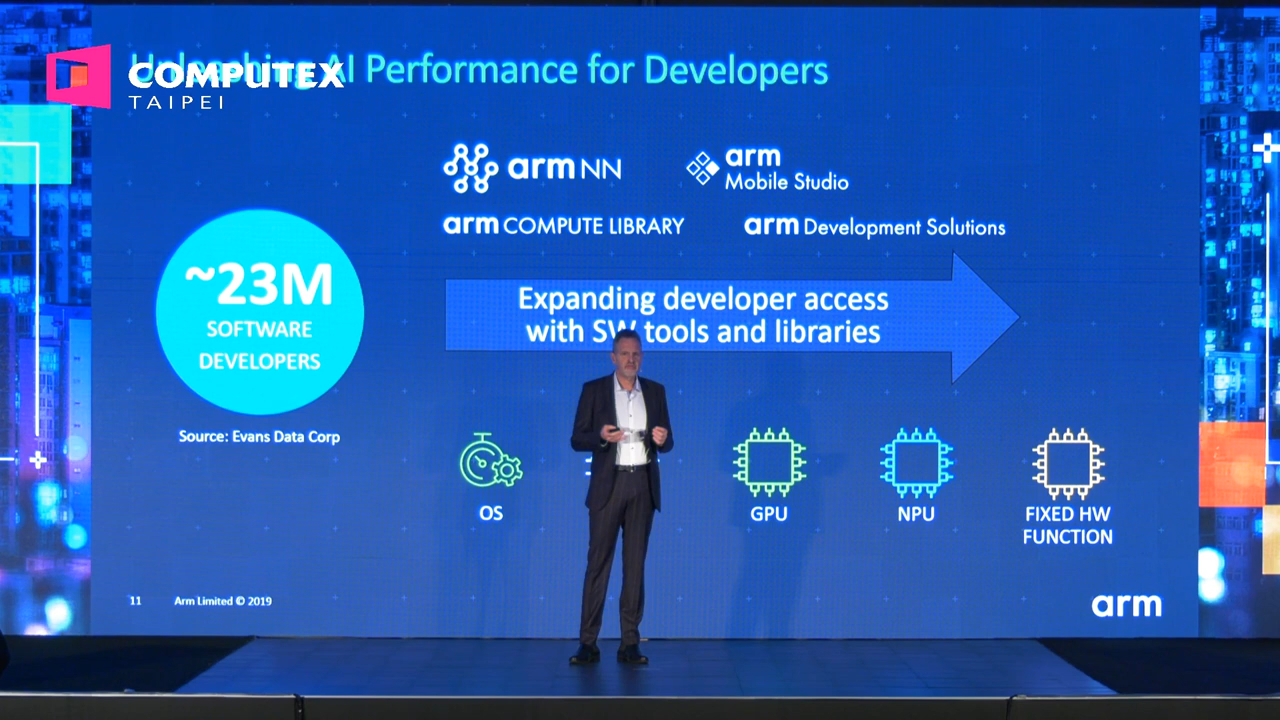 COMPUTEX
TAIPEI
AI Performance for Developers
arm NN
arm
Mobile Studio
arm COMPUTE LIBRARY
arm Development Solutions
~23M
SOFTWARE
DEVELOPERS
Source: Evans Data Corp
Expanding developer access
with SW tools and libraries
OS
GPU
NPU
FIXED HW
FUNCTION
11
Arm Limited © 2019
arm